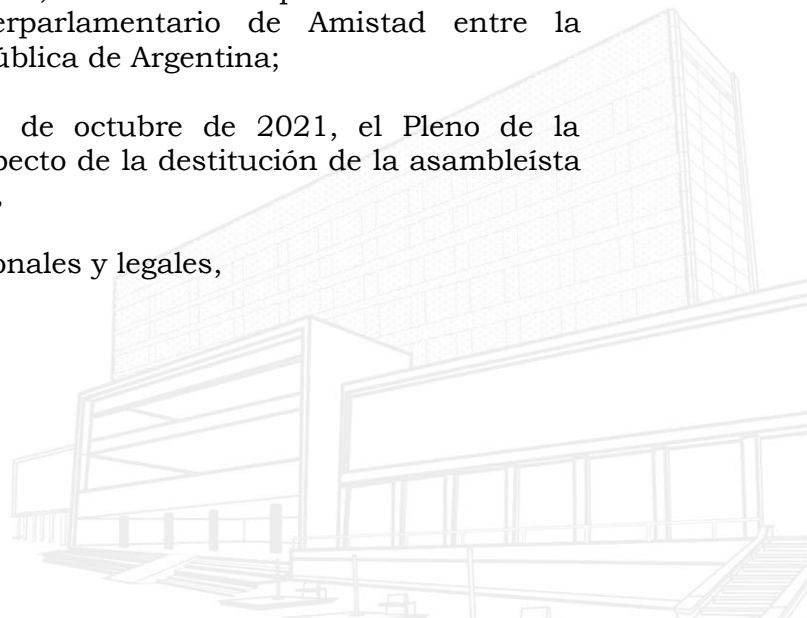 erparlamentario de Amistad entre la
ública de Argentina;
de octubre de 2021, el Pleno de la
pecto de la destitución de la asambleísta
onales y legales,